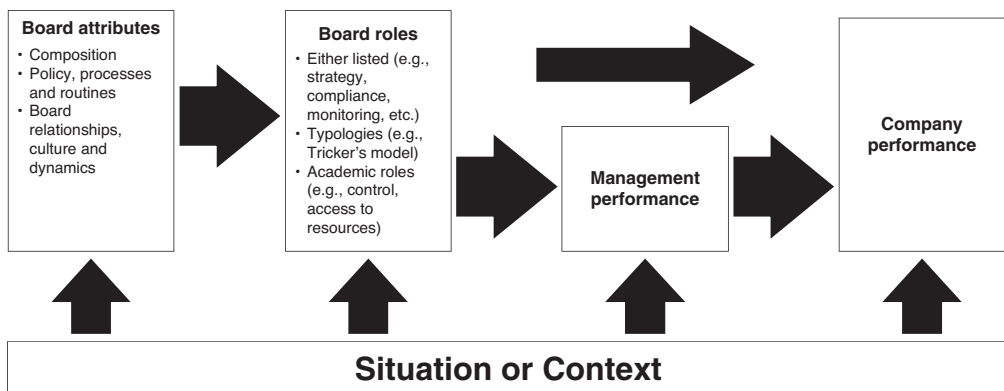 Board attributes
• Composition
• Policy, processes
and routines
• Board
relationships,
culture and
dynamics
Board roles
• Either listed (e.g.,
strategy,
compliance,
monitoring, etc.)
• Typologies (e.g.,
Tricker's model)
• Academic roles
(e.g., control,
access to
resources)
Management
performance
Company
performance
Situation or Context